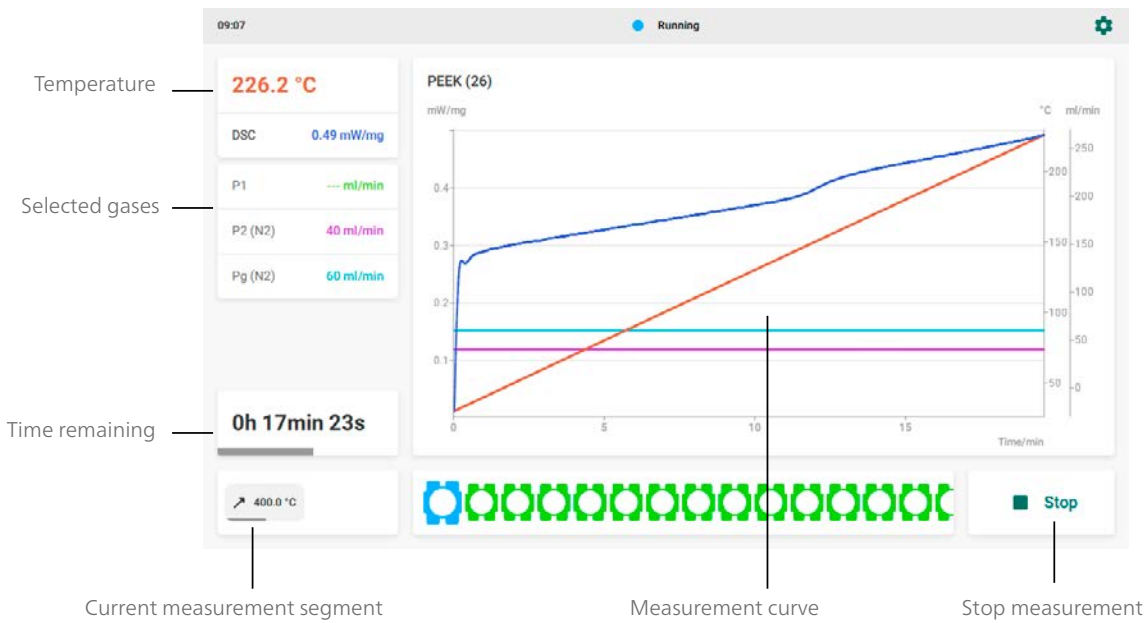 09:07
Running
Temperature
226.2 °C
DSC 0.49 mW/mg
Selected gases
P1 --- ml/min
P2 (N2) 40 ml/min
Pg (N2) 60 ml/min
Time remaining
0h 17min 23s
400.0 °C
PEEK (26)
mW/mg
°C ml/min
250
200
0.4
200
0.3
150 150
0.2
100
100
50
0.1
50
0
0 5 10 15
Time/min
Stop
Current measurement segment
Measurement curve
Stop measurement